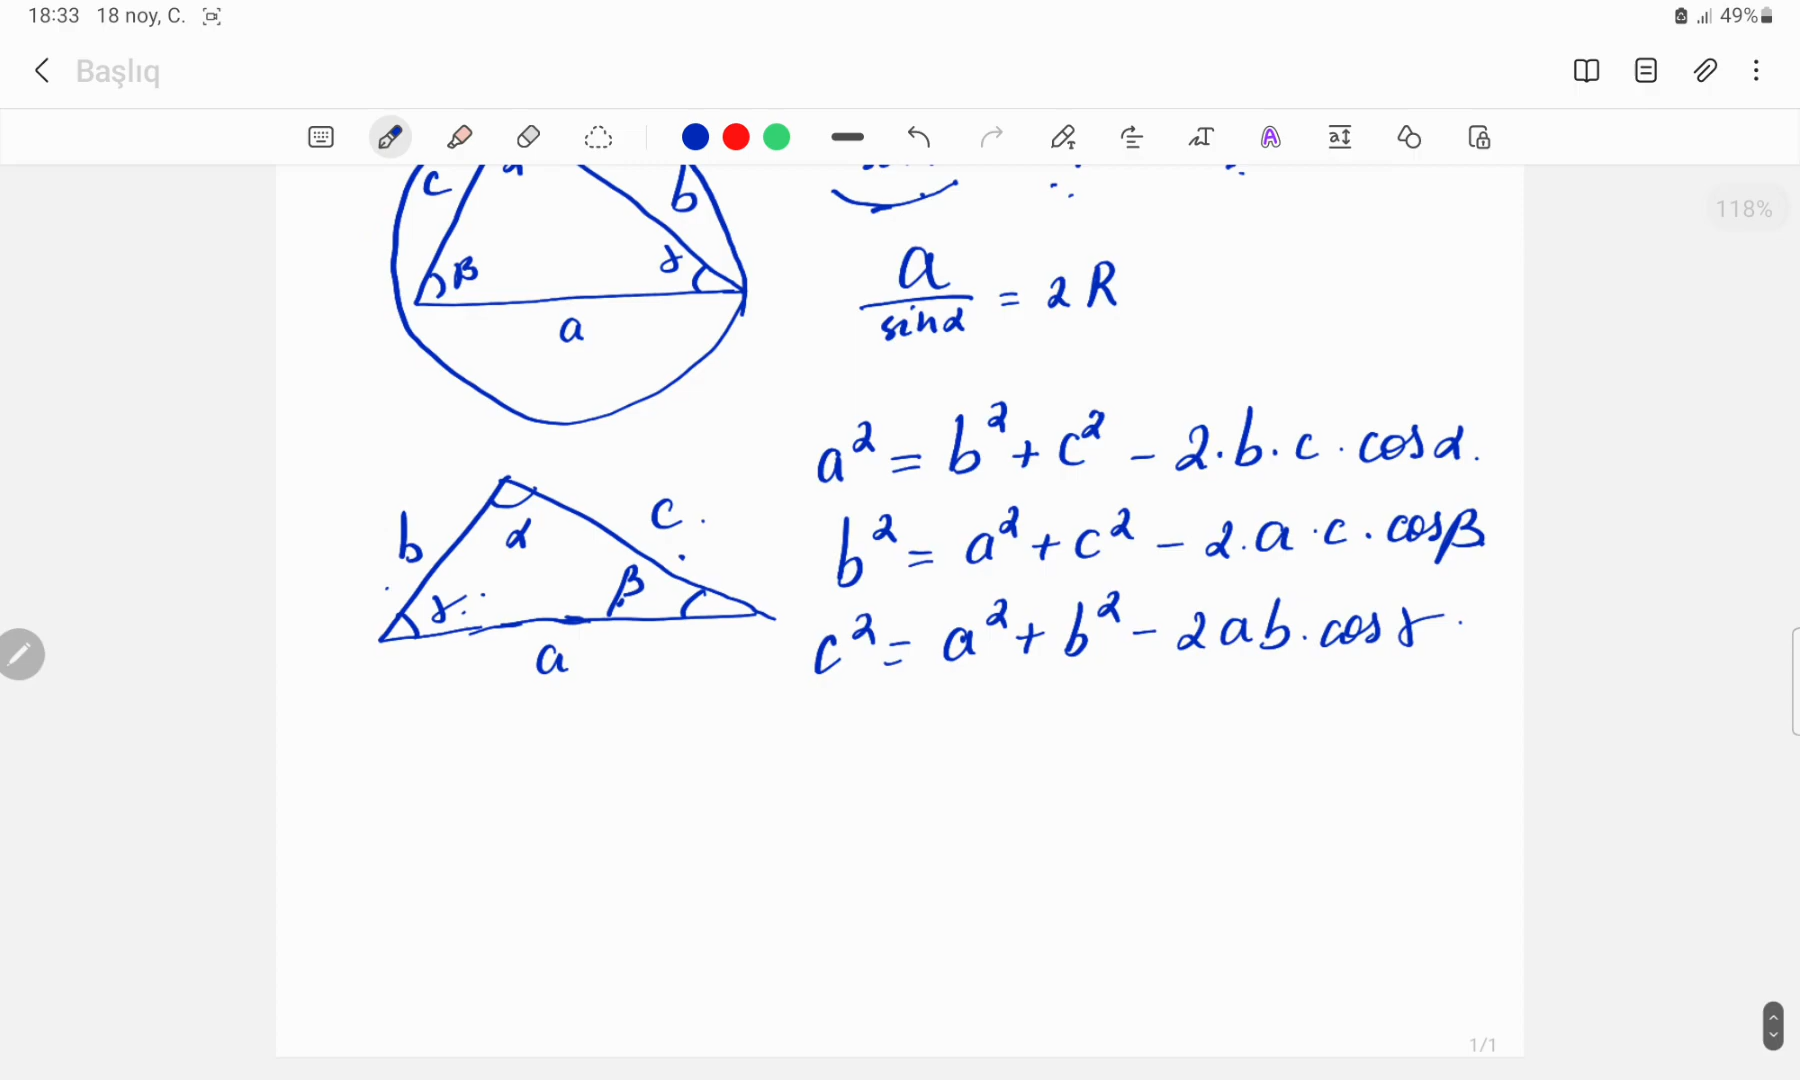 18:33 18 noy, C. 49%
Başlıq
118%
c b
β γ
a
a/sinα = 2R
a² = b² + c² - 2·b·c·cosα.
b c.
α
b² = a² + c² - 2·a·c·cosβ
γ β
a
c² = a² + b² - 2ab·cosγ.
1/1